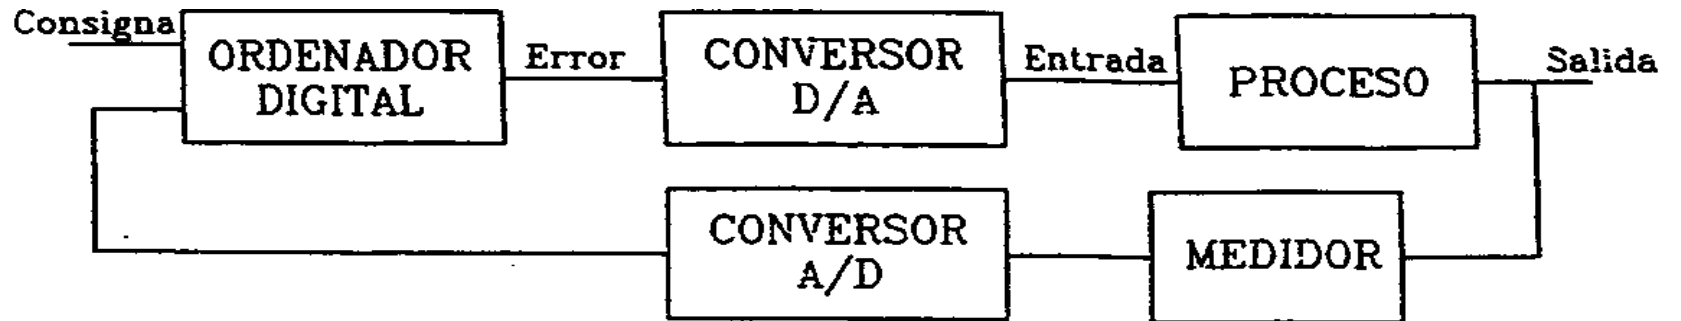 Consigna
ORDENADOR
DIGITAL
Error
CONVERSOR
D/A
Entrada
PROCESO
Salida
CONVERSOR
A/D
MEDIDOR